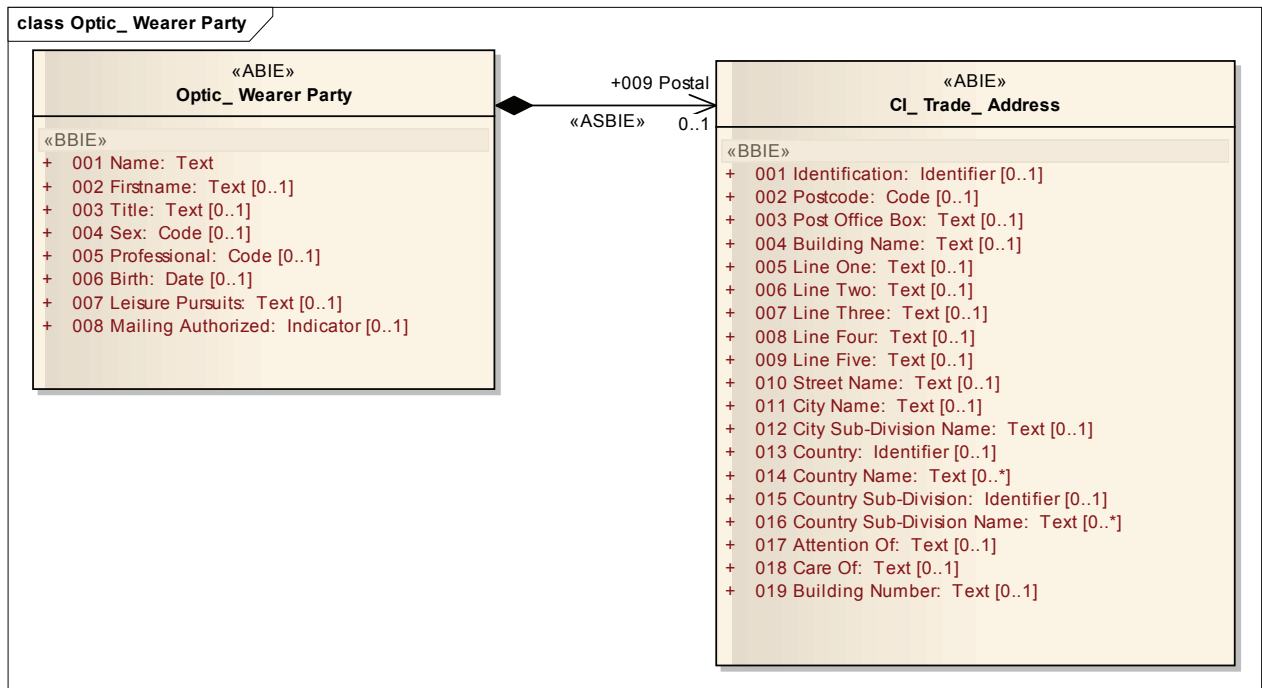 class Optic_ Wearer Party
«ABIE»
Optic_ Wearer Party
«BBIE»
+ 001 Name: Text
+ 002 Firstname: Text [0..1]
+ 003 Title: Text [0..1]
+ 004 Sex: Code [0..1]
+ 005 Professional: Code [0..1]
+ 006 Birth: Date [0..1]
+ 007 Leisure Pursuits: Text [0..1]
+ 008 Mailing Authorized: Indicator [0..1]
+009 Postal
«ASBIE» 0..1
«ABIE»
CI_ Trade_ Address
«BBIE»
+ 001 Identification: Identifier [0..1]
+ 002 Postcode: Code [0..1]
+ 003 Post Office Box: Text [0..1]
+ 004 Building Name: Text [0..1]
+ 005 Line One: Text [0..1]
+ 006 Line Two: Text [0..1]
+ 007 Line Three: Text [0..1]
+ 008 Line Four: Text [0..1]
+ 009 Line Five: Text [0..1]
+ 010 Street Name: Text [0..1]
+ 011 City Name: Text [0..1]
+ 012 City Sub-Division Name: Text [0..1]
+ 013 Country: Identifier [0..1]
+ 014 Country Name: Text [0..*]
+ 015 Country Sub-Division: Identifier [0..1]
+ 016 Country Sub-Division Name: Text [0..*]
+ 017 Attention Of: Text [0..1]
+ 018 Care Of: Text [0..1]
+ 019 Building Number: Text [0..1]